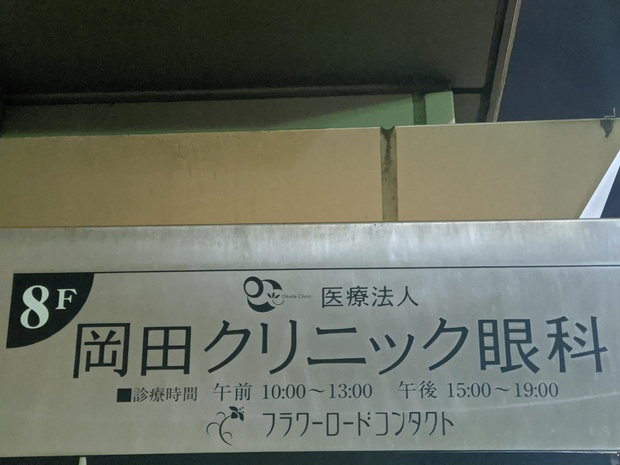 8F
Okada Clinic 医療法人
岡田クリニック眼科
■診療時間 午前 10:00～13:00 午後 15:00～19:00
フラワーロードコンタクト